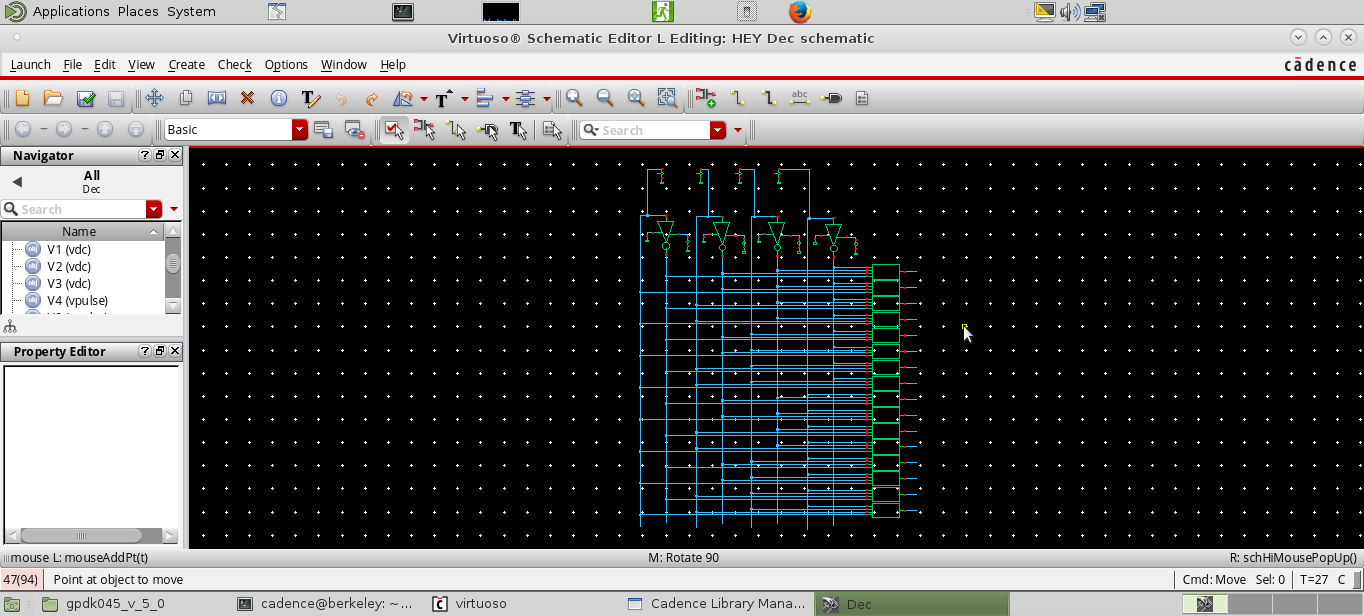 Applications Places System
Virtuoso® Schematic Editor L Editing: HEY Dec schematic
Launch File Edit View Create Check Options Window Help
cādence
abc
Basic
Search
Navigator
All
Dec
Search
Name
V1 (vdc)
V2 (vdc)
V3 (vdc)
V4 (vpulse)
Property Editor
mouse L: mouseAddPt(t) M: Rotate 90 R: schHiMousePopUp()
47(94) Point at object to move Cmd: Move Sel: 0 T=27 C
gpdk045_v_5_0 cadence@berkeley: ~... virtuoso Cadence Library Mana... Dec